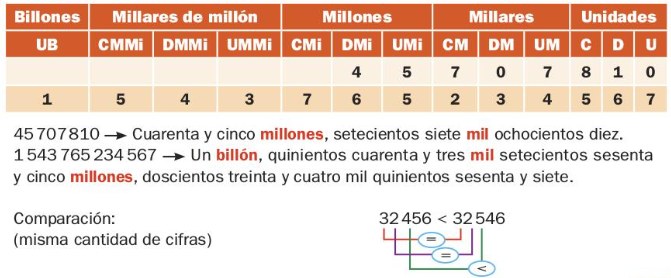 Billones Millares de millón Millones Millares Unidades
UB CMMi DMMi UMMi CMi DMi UMi CM DM UM C D U
4 5 7 0 7 8 1 0
1 5 4 3 7 6 5 2 3 4 5 6 7
45 707 810 → Cuarenta y cinco millones, setecientos siete mil ochocientos diez.
1 543 765 234 567 → Un billón, quinientos cuarenta y tres mil setecientos sesenta
y cinco millones, doscientos treinta y cuatro mil quinientos sesenta y siete.
Comparación: 32 456 < 32 546
(misma cantidad de cifras) =
=
<